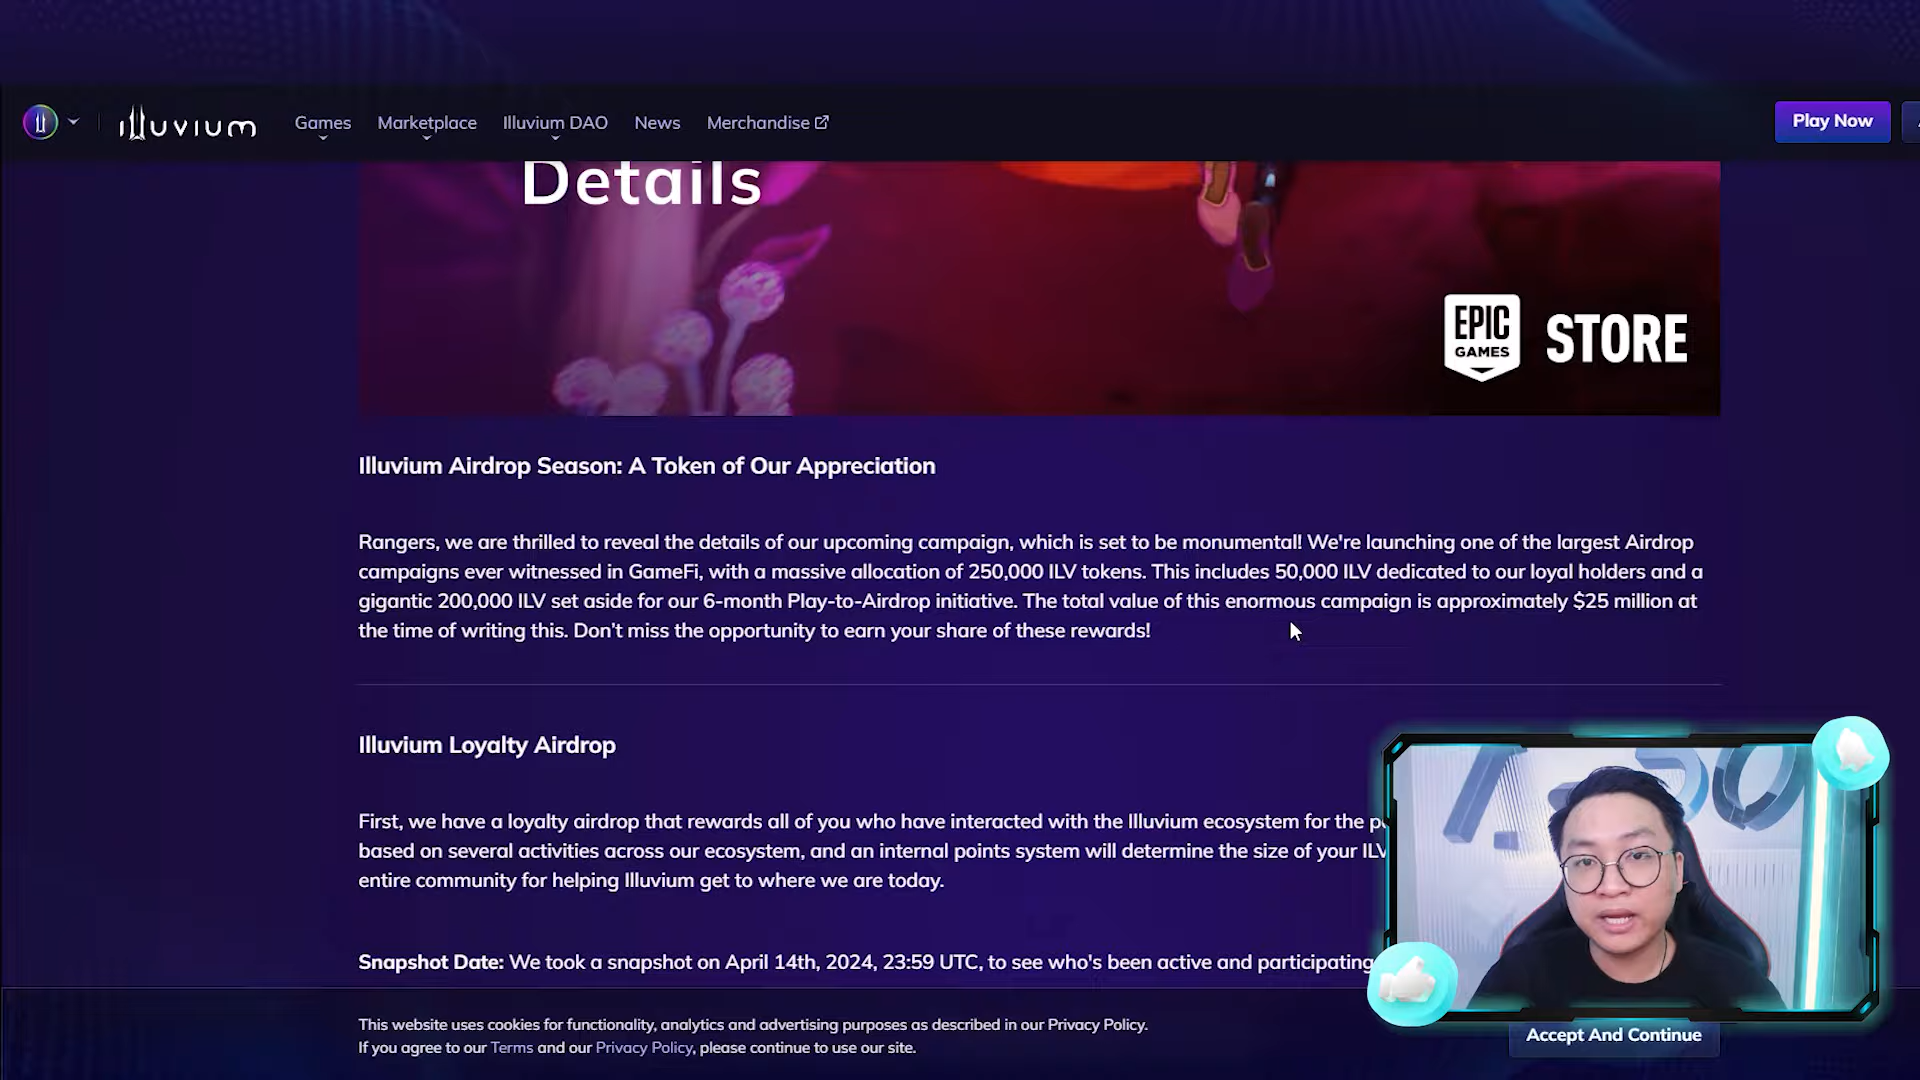 illuvium
Games
Marketplace
Illuvium DAO
News
Merchandise
Play Now
Details
EPIC
GAMES
STORE
Illuvium Airdrop Season: A Token of Our Appreciation
Rangers, we are thrilled to reveal the details of our upcoming campaign, which is set to be monumental! We're launching one of the largest Airdrop
campaigns ever witnessed in GameFi, with a massive allocation of 250,000 ILV tokens. This includes 50,000 ILV dedicated to our loyal holders and a
gigantic 200,000 ILV set aside for our 6-month Play-to-Airdrop initiative. The total value of this enormous campaign is approximately $25 million at
the time of writing this. Don't miss the opportunity to earn your share of these rewards!
Illuvium Loyalty Airdrop
First, we have a loyalty airdrop that rewards all of you who have interacted with the Illuvium ecosystem for the
based on several activities across our ecosystem, and an internal points system will determine the size of your ILV
entire community for helping Illuvium get to where we are today.
Snapshot Date: We took a snapshot on April 14th, 2024, 23:59 UTC, to see who's been active and participating
This website uses cookies for functionality, analytics and advertising purposes as described in our Privacy Policy.
If you agree to our Terms and our Privacy Policy, please continue to use our site.
Accept And Continue